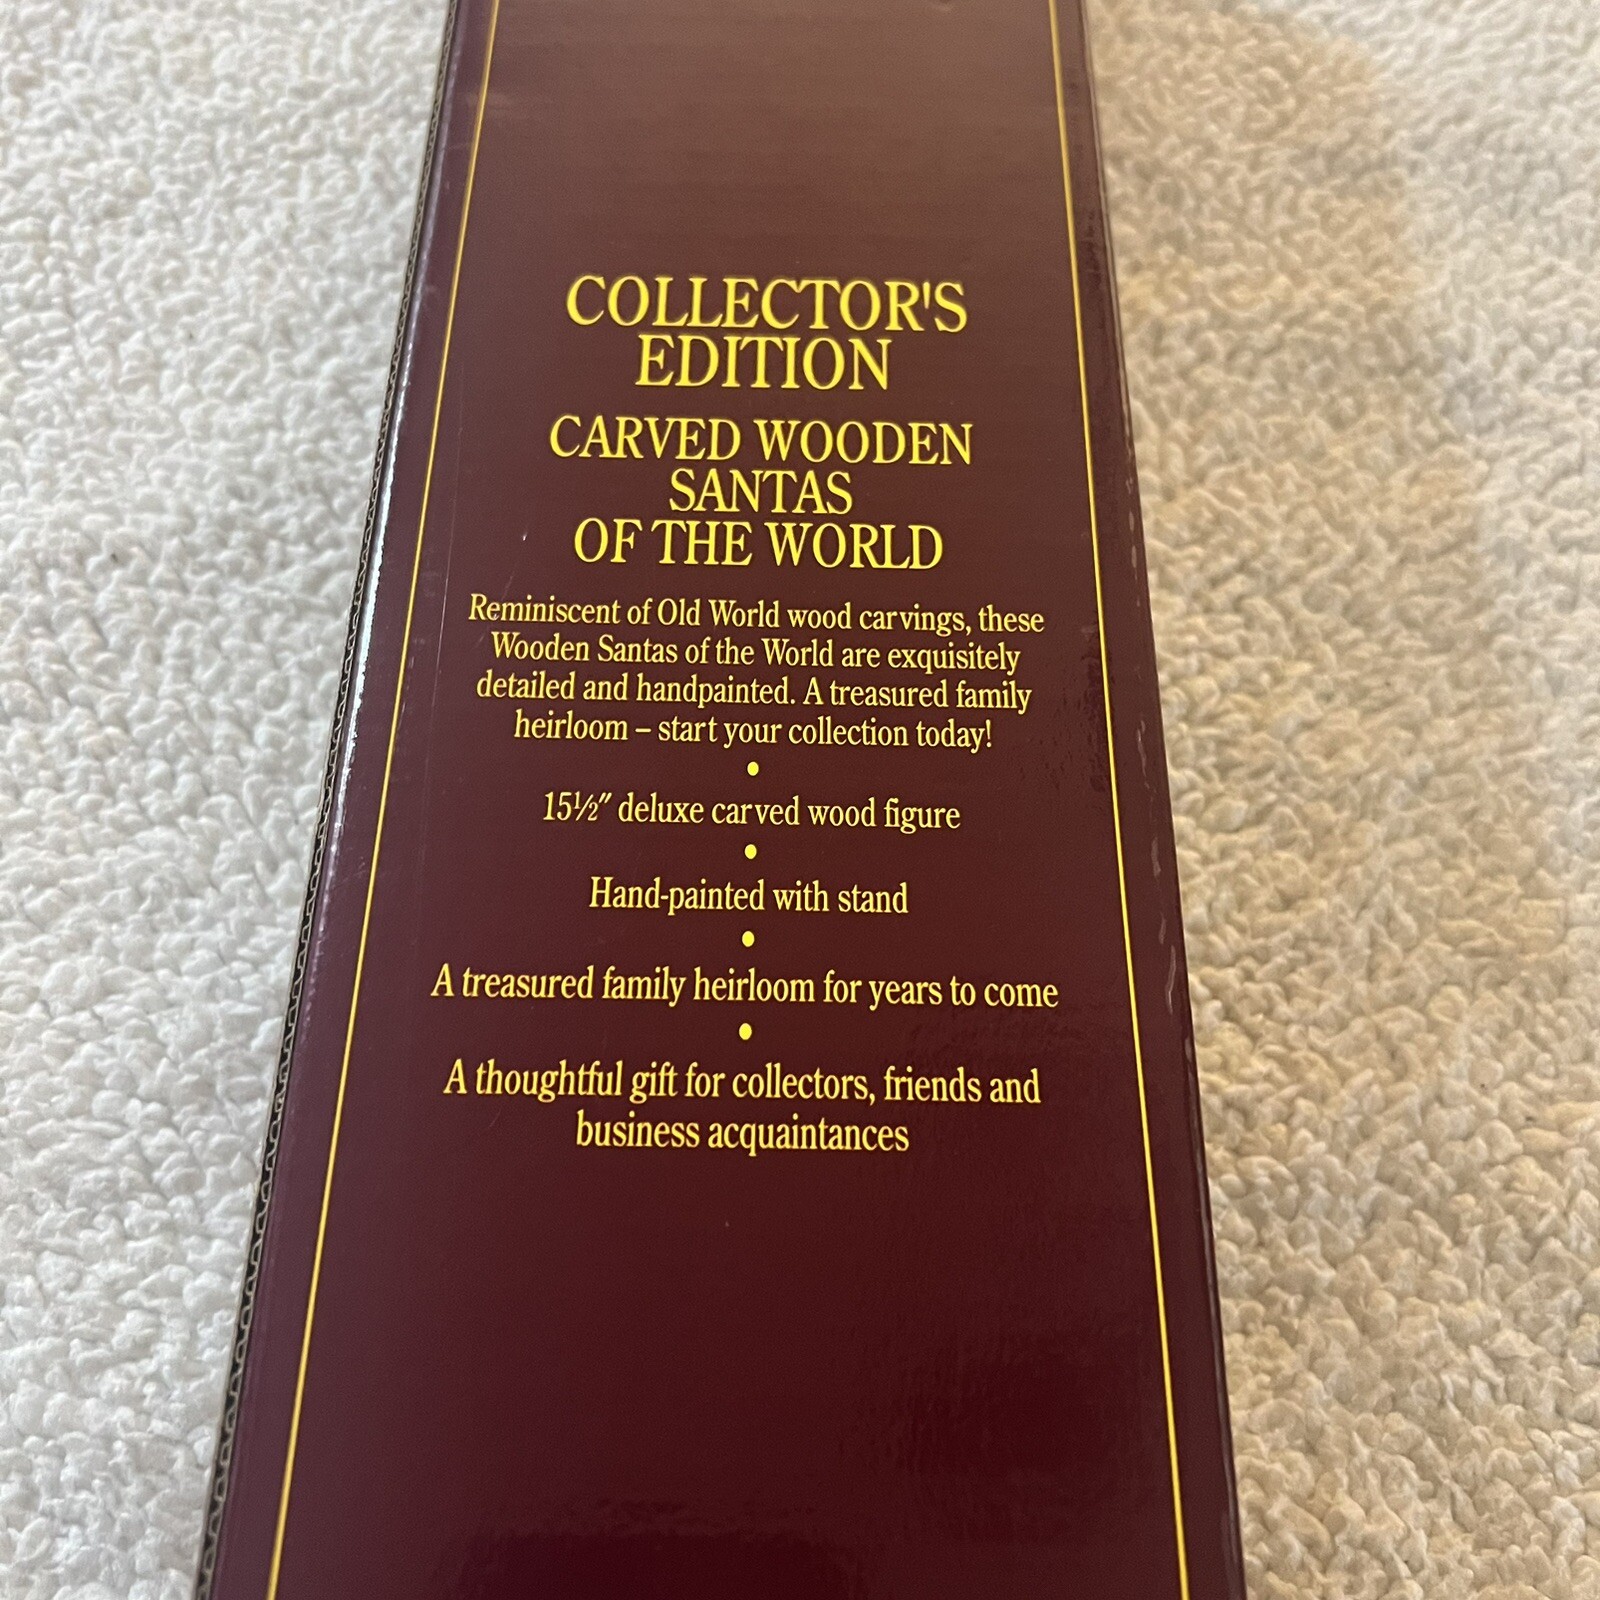 COLLECTOR'S
EDITION
CARVED WOODEN
SANTAS
OF THE WORLD
Reminiscent of Old World wood carvings, these
Wooden Santas of the World are exquisitely
detailed and handpainted. A treasured family
heirloom – start your collection today!
•
15½″ deluxe carved wood figure
•
Hand-painted with stand
•
A treasured family heirloom for years to come
•
A thoughtful gift for collectors, friends and
business acquaintances